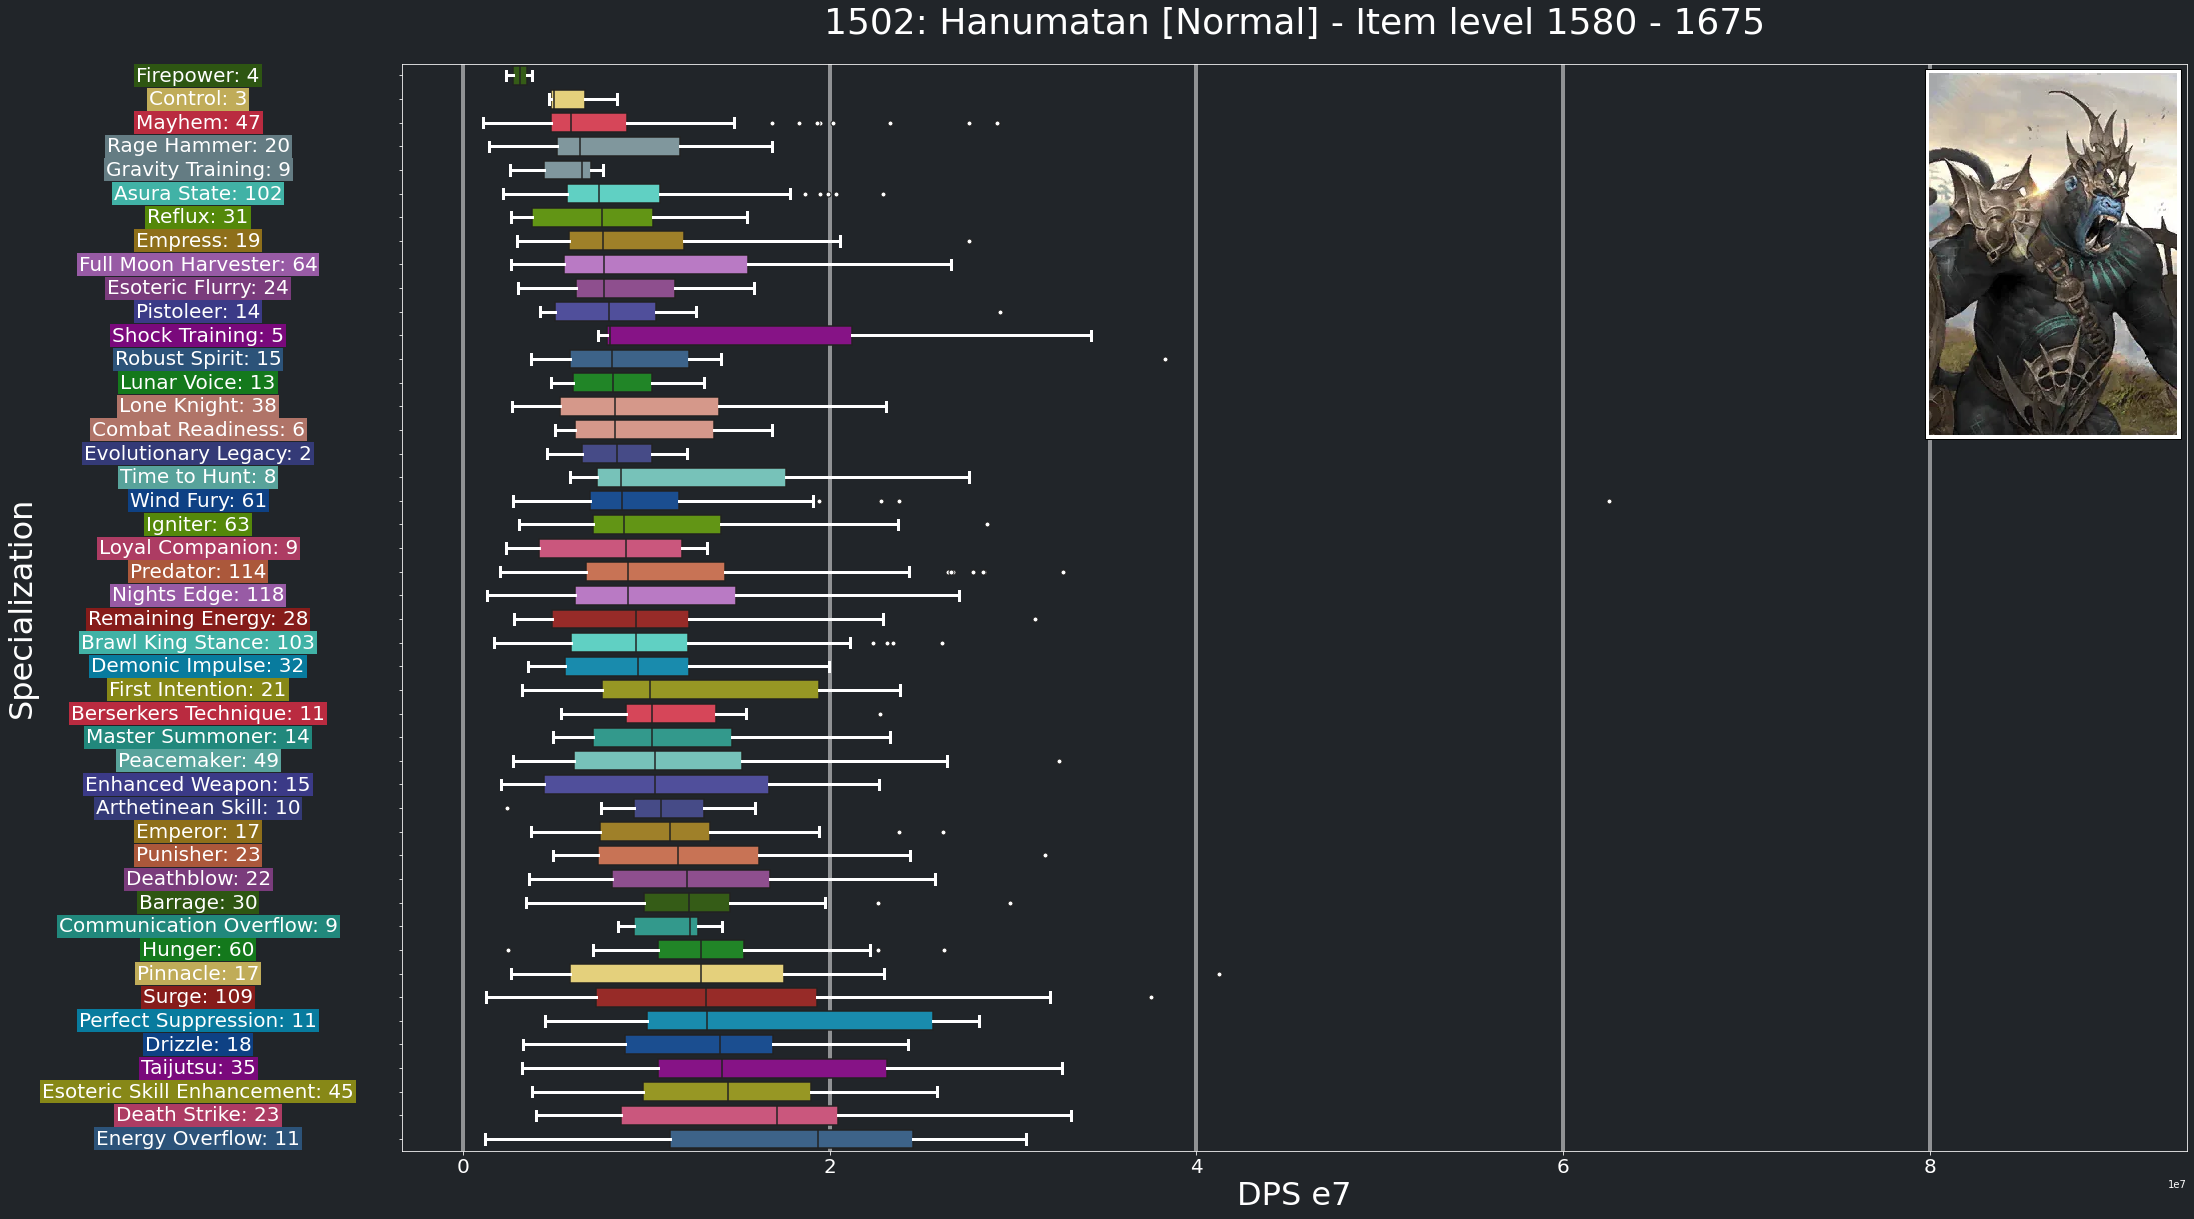 1502: Hanumatan [Normal] - Item level 1580 - 1675
Specialization
Firepower: 4
Control: 3
Mayhem: 47
Rage Hammer: 20
Gravity Training: 9
Asura State: 102
Reflux: 31
Empress: 19
Full Moon Harvester: 64
Esoteric Flurry: 24
Pistoleer: 14
Shock Training: 5
Robust Spirit: 15
Lunar Voice: 13
Lone Knight: 38
Combat Readiness: 6
Evolutionary Legacy: 2
Time to Hunt: 8
Wind Fury: 61
Igniter: 63
Loyal Companion: 9
Predator: 114
Nights Edge: 118
Remaining Energy: 28
Brawl King Stance: 103
Demonic Impulse: 32
First Intention: 21
Berserkers Technique: 11
Master Summoner: 14
Peacemaker: 49
Enhanced Weapon: 15
Arthetinean Skill: 10
Emperor: 17
Punisher: 23
Deathblow: 22
Barrage: 30
Communication Overflow: 9
Hunger: 60
Pinnacle: 17
Surge: 109
Perfect Suppression: 11
Drizzle: 18
Taijutsu: 35
Esoteric Skill Enhancement: 45
Death Strike: 23
Energy Overflow: 11
0 2 4 6 8
DPS e7
1e7